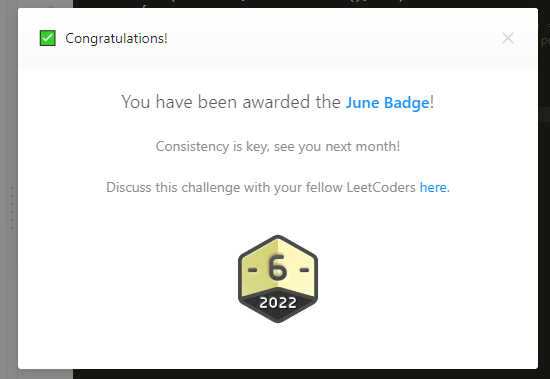 Congratulations!
You have been awarded the June Badge!
Consistency is key, see you next month!
Discuss this challenge with your fellow LeetCoders here.
- 6 -
2022